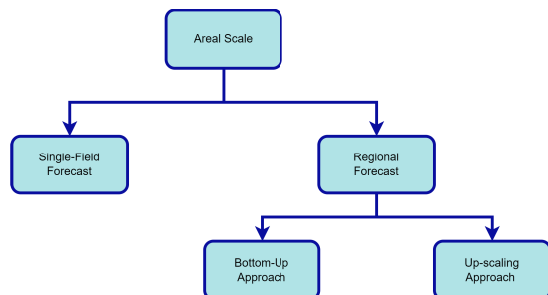 Areal Scale
Single-Field
Forecast
Regional
Forecast
Bottom-Up
Approach
Up-scaling
Approach